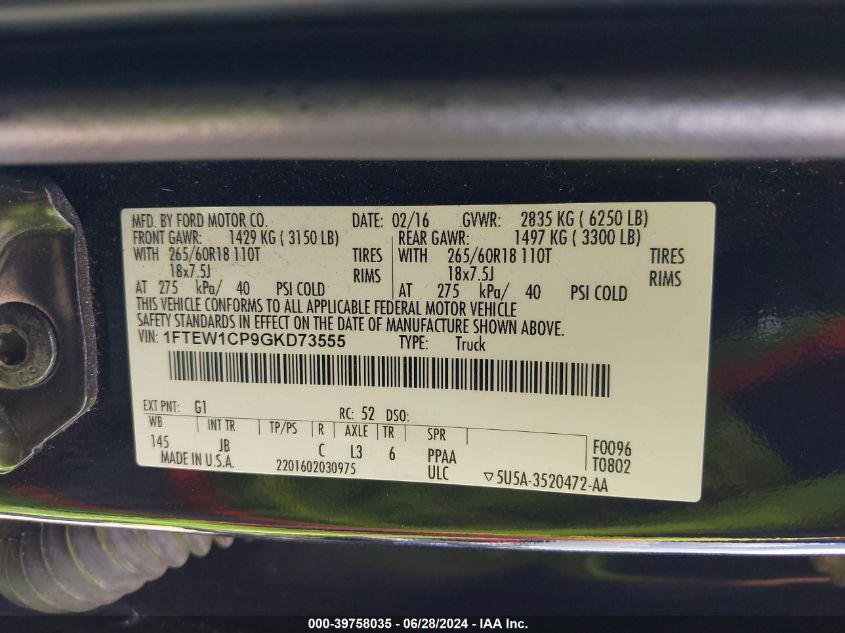 MFD. BY FORD MOTOR CO. DATE: 02/16 GVWR: 2835 KG ( 6250 LB)
FRONT GAWR: 1429 KG ( 3150 LB) REAR GAWR: 1497 KG ( 3300 LB)
WITH 265/60R18 110T TIRES WITH 265/60R18 110T TIRES
18x7.5J RIMS 18x7.5J RIMS
AT 275 kPa/ 40 PSI COLD AT 275 kPa/ 40 PSI COLD
THIS VEHICLE CONFORMS TO ALL APPLICABLE FEDERAL MOTOR VEHICLE
SAFETY STANDARDS IN EFFECT ON THE DATE OF MANUFACTURE SHOWN ABOVE.
VIN: 1FTEW1CP9GKD73555 TYPE: Truck
EXT PNT: G1 RC: 52 DSO:
WB INT TR TP/PS R AXLE TR SPR F0096
145 JB C L3 6 PPAA T0802
MADE IN U.S.A. 2201602030975 ULC ▽5U5A-3520472-AA
000-39758035 - 06/28/2024 - IAA Inc.